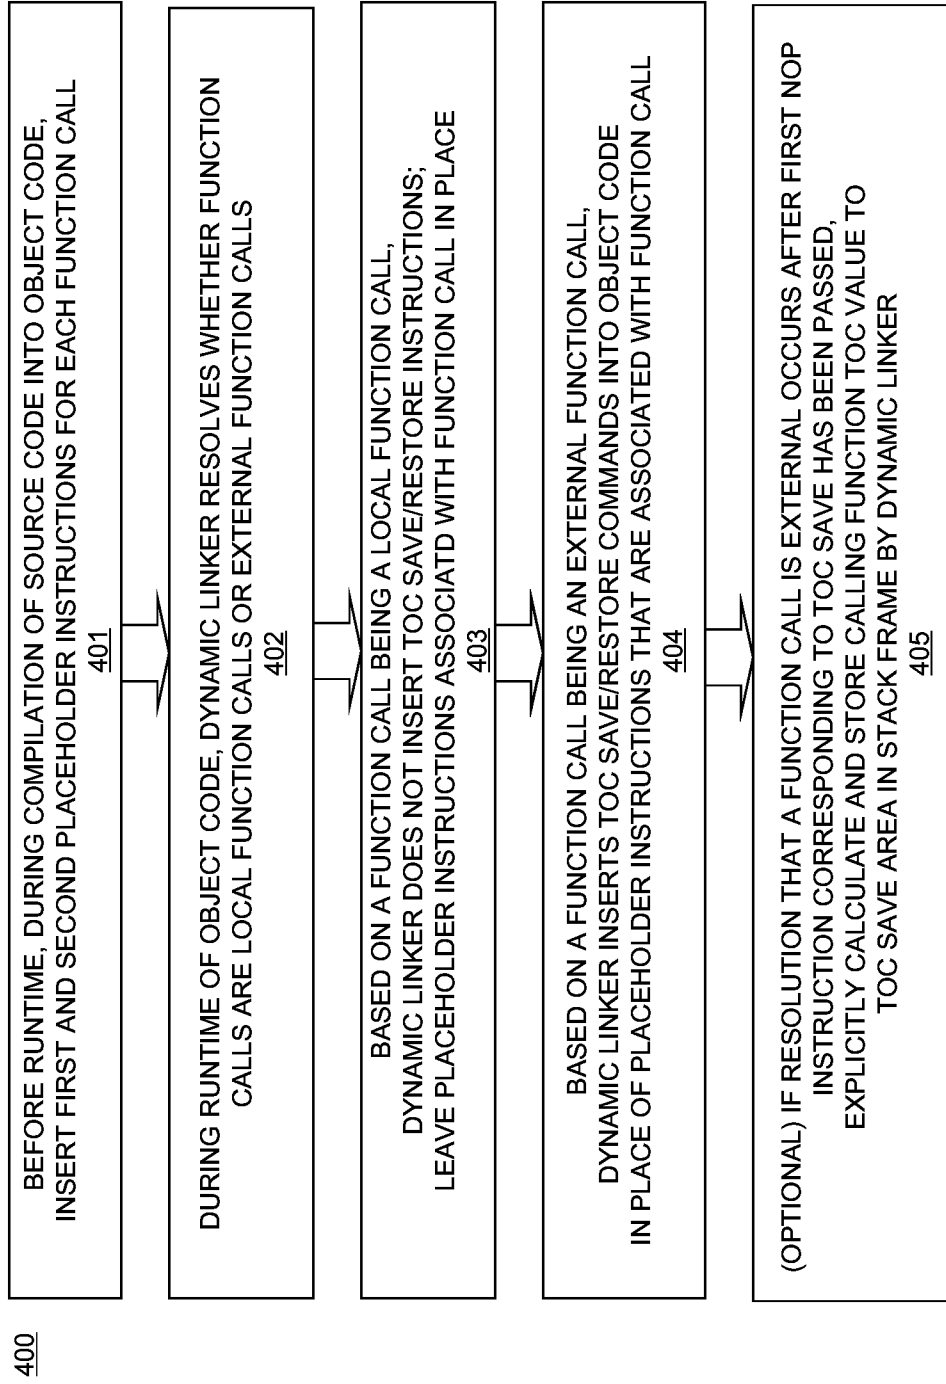 400
BEFORE RUNTIME, DURING COMPILATION OF SOURCE CODE INTO OBJECT CODE,
INSERT FIRST AND SECOND PLACEHOLDER INSTRUCTIONS FOR EACH FUNCTION CALL
401
DURING RUNTIME OF OBJECT CODE, DYNAMIC LINKER RESOLVES WHETHER FUNCTION
CALLS ARE LOCAL FUNCTION CALLS OR EXTERNAL FUNCTION CALLS
402
BASED ON A FUNCTION CALL BEING A LOCAL FUNCTION CALL,
DYNAMIC LINKER DOES NOT INSERT TOC SAVE/RESTORE INSTRUCTIONS;
LEAVE PLACEHOLDER INSTRUCTIONS ASSOCIATD WITH FUNCTION CALL IN PLACE
403
BASED ON A FUNCTION CALL BEING AN EXTERNAL FUNCTION CALL,
DYNAMIC LINKER INSERTS TOC SAVE/RESTORE COMMANDS INTO OBJECT CODE
IN PLACE OF PLACEHOLDER INSTRUCTIONS THAT ARE ASSOCIATED WITH FUNCTION CALL
404
(OPTIONAL) IF RESOLUTION THAT A FUNCTION CALL IS EXTERNAL OCCURS AFTER FIRST NOP
INSTRUCTION CORRESPONDING TO TOC SAVE HAS BEEN PASSED,
EXPLICITLY CALCULATE AND STORE CALLING FUNCTION TOC VALUE TO
TOC SAVE AREA IN STACK FRAME BY DYNAMIC LINKER
405